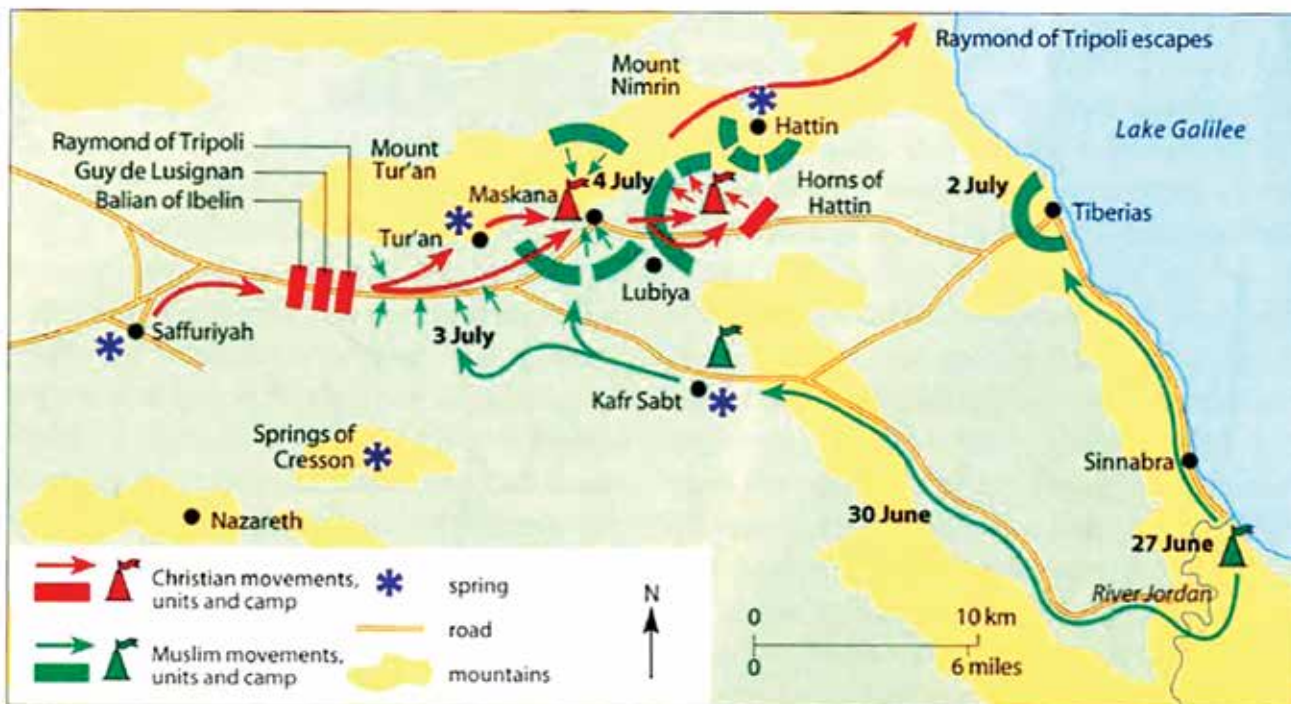 Raymond of Tripoli escapes
Mount
Nimrin
Hattin
Lake Galilee
Raymond of Tripoli
Guy de Lusignan
Balian of Ibelin
Mount
Tur'an
Maskana
4 July
Horns of
Hattin
2 July
Tiberias
Tur'an
Lubiya
Saffuriyah
3 July
Kafr Sabt
Springs of
Cresson
Sinnabra
Nazareth
30 June
27 June
River Jordan
Christian movements,
units and camp
spring
road
Muslim movements,
units and camp
mountains
N
0
10 km
0
6 miles